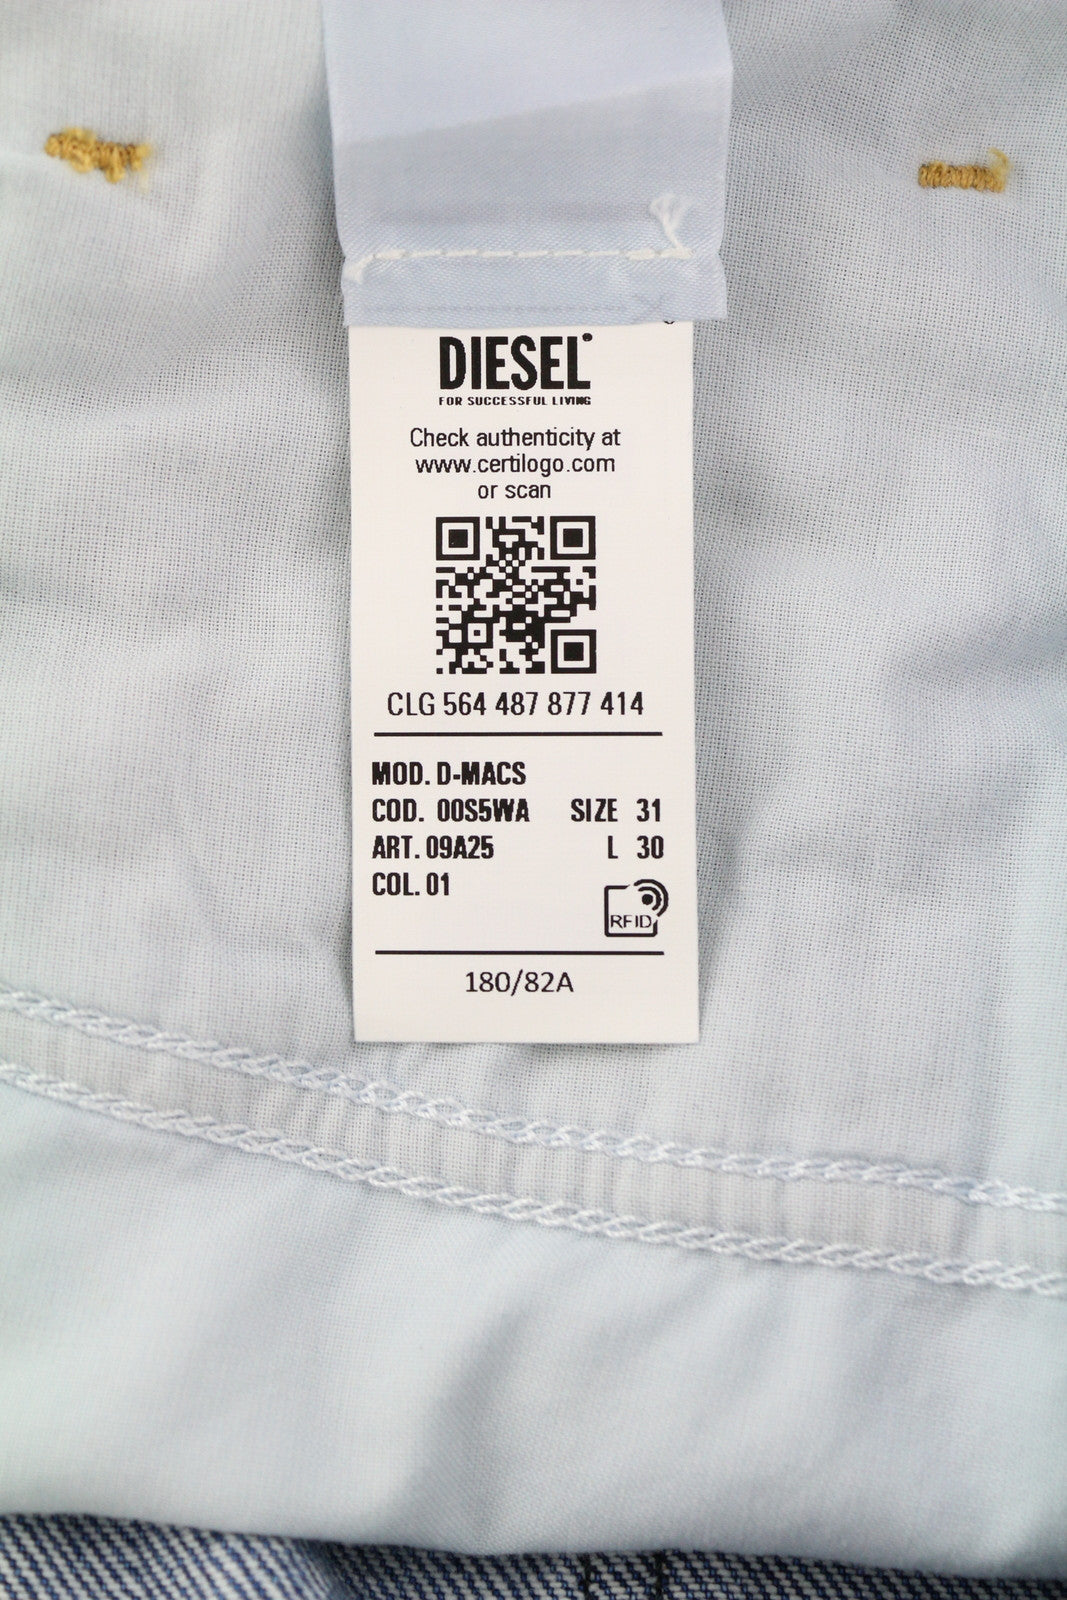 DIESEL
FOR SUCCESSFUL LIVING
Check authenticity at
www.certilogo.com
or scan
CLG 564 487 877 414
MOD. D-MACS
COD. 00S5WA SIZE 31
ART. 09A25 L 30
COL. 01
RFID
180/82A